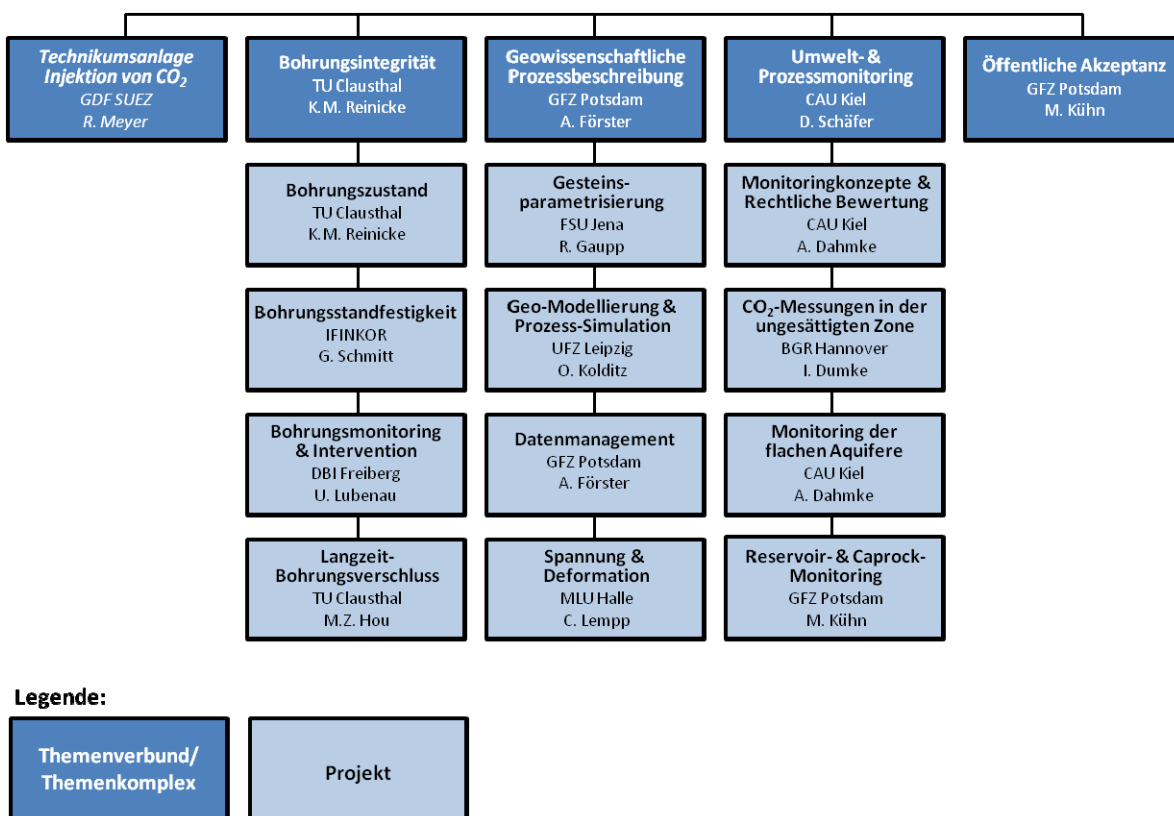 Technikumsanlage
Injektion von CO₂
GDF SUEZ
R. Meyer
Bohrungsintegrität
TU Clausthal
K.M. Reinicke
Geowissenschaftliche
Prozessbeschreibung
GFZ Potsdam
A. Förster
Umwelt- &
Prozessmonitoring
CAU Kiel
D. Schäfer
Öffentliche Akzeptanz
GFZ Potsdam
M. Kühn
Bohrungszustand
TU Clausthal
K.M. Reinicke
Gesteins-
parametrisierung
FSU Jena
R. Gaupp
Monitoringkonzepte &
Rechtliche Bewertung
CAU Kiel
A. Dahmke
Bohrungsstandfestigkeit
IFINKOR
G. Schmitt
Geo-Modellierung &
Prozess-Simulation
UFZ Leipzig
O. Kolditz
CO₂-Messungen in der
ungesättigten Zone
BGR Hannover
I. Dumke
Bohrungsmonitoring
& Intervention
DBI Freiberg
U. Lubenau
Datenmanagement
GFZ Potsdam
A. Förster
Monitoring der
flachen Aquifere
CAU Kiel
A. Dahmke
Langzeit-
Bohrungsverschluss
TU Clausthal
M.Z. Hou
Spannung &
Deformation
MLU Halle
C. Lempp
Reservoir- & Caprock-
Monitoring
GFZ Potsdam
M. Kühn
Legende:
Themenverbund/
Themenkomplex
Projekt